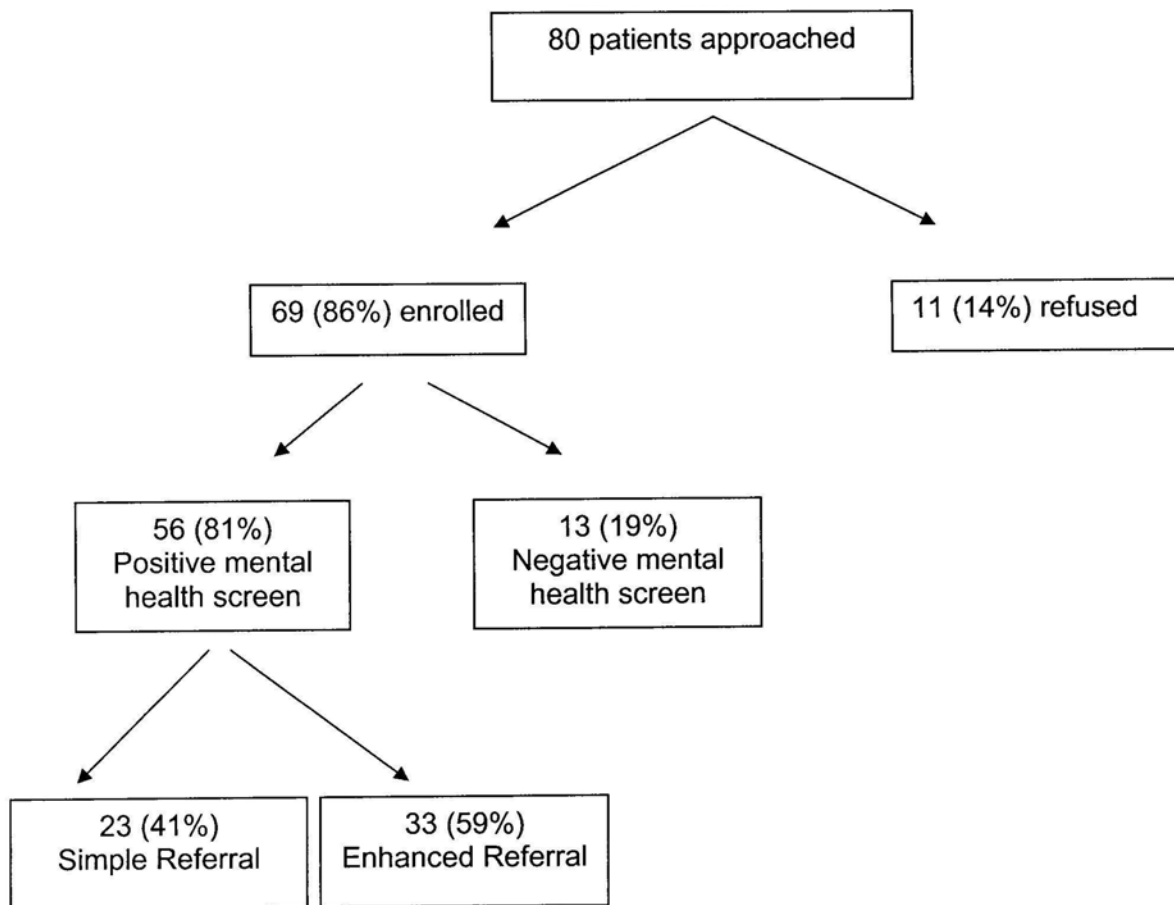 80 patients approached
69 (86%) enrolled
11 (14%) refused
56 (81%)
Positive mental
health screen
13 (19%)
Negative mental
health screen
23 (41%)
Simple Referral
33 (59%)
Enhanced Referral